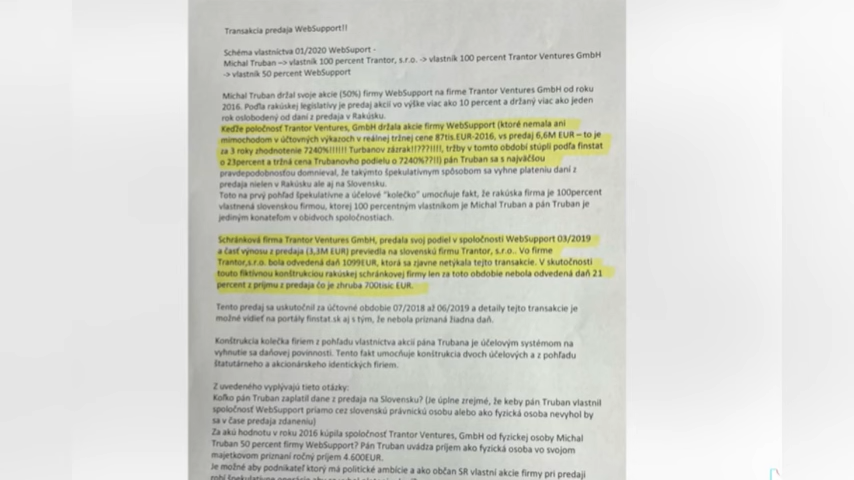 Transakcia predaja WebSupport!!
Schéma vlastníctva 01/2020 WebSuport -
Michal Truban —> vlastník 100 percent Trantor, s.r.o. -> vlastník 100 percent Trantor Ventures GmbH
-> vlastník 50 percent WebSupport
Michal Truban držal svoje akcie (50%) firmy WebSupport na firme Trantor Ventures GmbH od roku
2016. Podľa rakúskej legislatívy je predaj akcií vo výške viac ako 10 percent a držaný viac ako jeden
rok oslobodený od daní z predaja v Rakúsku.
Keďže poločnosť Trantor Ventures, GmbH držala akcie firmy WebSupport (ktoré nemala ani
mimochodom v účtovných výkazoch v reálnej tržnej cene 87tis.EUR-2016, vs predaj 6,6M EUR – to je
za 3 roky zhodnotenie 7240%!!!!!! Turbanov zázrak!!???!!!!, tržby v tomto období stúpli podľa finstat
o 23percent a tržná cena Trubanovho podielu o 7240%??!!) pán Truban sa s najväčšou
pravdepodobnosťou domnieval, že takýmto špekulatívnym spôsobom sa vyhne plateniu daní z
predaja nielen v Rakúsku ale aj na Slovensku.
Toto na prvý pohľad špekulatívne a účelové "kolečko" umocňuje fakt, že rakúska firma je 100percent
vlastnená slovenskou firmou, ktorej 100 percentným vlastníkom je Michal Truban a pán Truban je
jediným konateľom v obidvoch spoločnostiach.
Schránková firma Trantor Ventures GmbH, predala svoj podiel v spoločnosti WebSupport 03/2019
a časť výnosu z predaja (3,3M EUR) previedla na slovenskú firmu Trantor, s.r.o.. Vo firme
Trantor,s.r.o. bola odvedená daň 1099EUR, ktorá sa zjavne netýkala tejto transakcie. V skutočnosti
touto fiktívnou konštrukciou rakúskej schránkovej firmy len za toto obdobie nebola odvedená daň 21
percent z príjmu z predaja čo je zhruba 700tisíc EUR.
Tento predaj sa uskutočnil za účtovné obdobie 07/2018 až 06/2019 a detaily tejto transakcie je
možné vidieť na portály finstat.sk aj s tým, že nebola priznaná žiadna daň.
Konštrukcia kolečka firiem z pohľadu vlastníctva akcií pána Trubana je účelovým systémom na
vyhnutie sa daňovej povinnosti. Tento fakt umocňuje konštrukcia dvoch účelových a z pohľadu
štatutárneho a akcionárskeho identických firiem.
Z uvedeného vyplývajú tieto otázky:
Koľko pán Truban zaplatil dane z predaja na Slovensku? (Je úplne zrejmé, že keby pán Truban vlastnil
spoločnosť WebSupport priamo cez slovenskú právnickú osobu alebo ako fyzická osoba nevyhol by
sa v čase predaja zdaneniu)
Za akú hodnotu v roku 2016 kúpila spoločnosť Trantor Ventures, GmbH od fyzickej osoby Michal
Truban 50 percent firmy WebSupport? Pán Truban uvádza príjem ako fyzická osoba vo svojom
majetkovom priznaní ročný príjem 4.600EUR.
Je možné aby podnikateľ ktorý má politické ambície a ako občan SR vlastní akcie firmy pri predaji